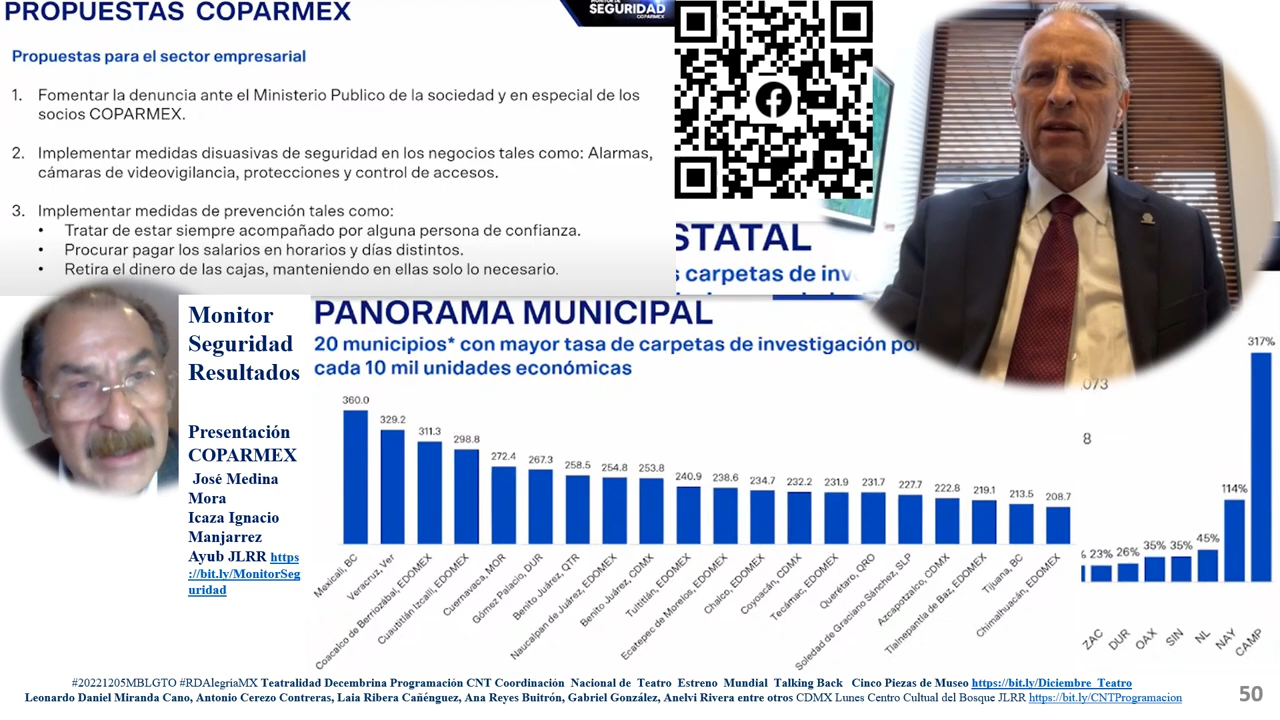 PROPUESTAS COPARMEX
SEGURIDAD
COPARMEX
Propuestas para el sector empresarial
1. Fomentar la denuncia ante el Ministerio Publico de la sociedad y en especial de los
socios COPARMEX.
2. Implementar medidas disuasivas de seguridad en los negocios tales como: Alarmas,
cámaras de videovigilancia, protecciones y control de accesos.
3. Implementar medidas de prevención tales como:
• Tratar de estar siempre acompañado por alguna persona de confianza.
• Procurar pagar los salarios en horarios y días distintos.
• Retira el dinero de las cajas, manteniendo en ellas solo lo necesario.
STATAL
s carpetas de inv
Monitor
Seguridad
Resultados
Presentación
COPARMEX
José Medina
Mora
Icaza Ignacio
Manjarrez
Ayub JLRR https
://bit.ly/MonitorSeg
uridad
PANORAMA MUNICIPAL
20 municipios* con mayor tasa de carpetas de investigación por
cada 10 mil unidades económicas
360.0
329.2
311.3
298.8
272.4
267.3
258.5
254.8
253.8
240.9
238.6
234.7
232.2
231.9
231.7
227.7
222.8
219.1
213.5
208.7
Mexicali, BC
Veracruz, Ver
Coacalco de Berriozábal, EDOMEX
Cuautitlán Izcalli, EDOMEX
Cuernavaca, MOR
Gómez Palacio, DUR
Benito Juárez, QTR
Naucalpan de Juárez, EDOMEX
Benito Juárez, CDMX
Tultitlán, EDOMEX
Ecatepec de Morelos, EDOMEX
Chalco, EDOMEX
Coyoacán, CDMX
Tecámac, EDOMEX
Querétaro, QRO
Soledad de Graciano Sánchez, SLP
Azcapotzalco, CDMX
Tlalnepantla de Baz, EDOMEX
Tijuana, BC
Chimalhuacán, EDOMEX
,073
8
% 23% 26% 35% 35% 45% 114% 317%
ZAC DUR OAX SIN NL NAY CAMP
#20221205MBLGTO #RDAlegriaMX Teatralidad Decembrina Programación CNT Coordinación Nacional de Teatro Estreno Mundial Talking Back Cinco Piezas de Museo https://bit.ly/Diciembre_Teatro
Leonardo Daniel Miranda Cano, Antonio Cerezo Contreras, Laia Ribera Cañénguez, Ana Reyes Buitrón, Gabriel González, Anelvi Rivera entre otros CDMX Lunes Centro Cultual del Bosque JLRR https://bit.ly/CNTProgramacion
50